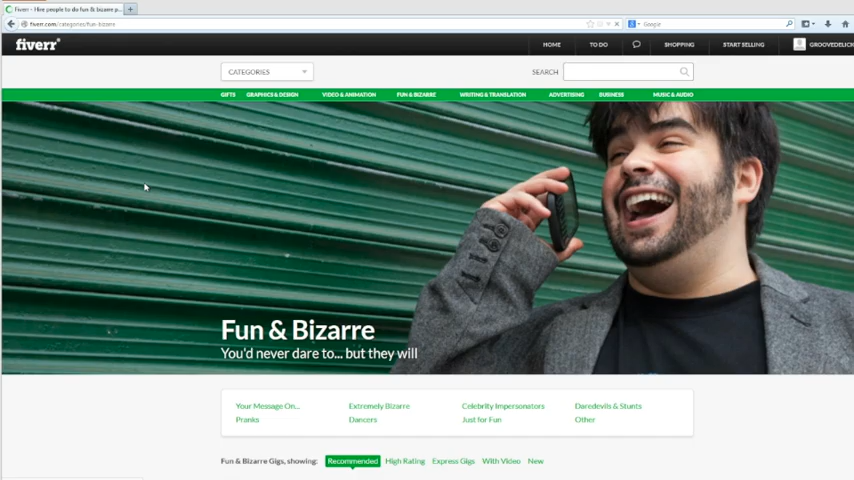 Fiverr - Hire people to do fun & bizarre p...
fiverr.com/categories/fun-bizarre
Google
fiverr®
HOME TO DO SHOPPING START SELLING GROOVEDELICK
CATEGORIES
SEARCH
GIFTS GRAPHICS & DESIGN VIDEO & ANIMATION FUN & BIZARRE WRITING & TRANSLATION ADVERTISING BUSINESS MUSIC & AUDIO
Fun & Bizarre
You'd never dare to... but they will
Your Message On... Extremely Bizarre Celebrity Impersonators Daredevils & Stunts
Pranks Dancers Just for Fun Other
Fun & Bizarre Gigs, showing: Recommended High Rating Express Gigs With Video New